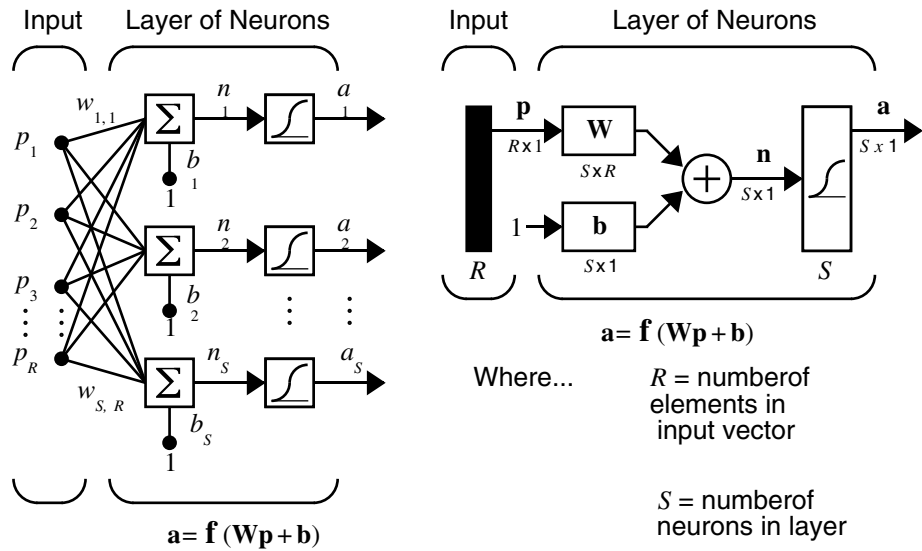 Input
Layer of Neurons
w1,1
p1
p2
p3
pR
wS, R
Σ
n1
a1
b1
1
Σ
n2
a2
b2
1
Σ
nS
aS
bS
1
a= f (Wp+b)
Input
Layer of Neurons
p
R x 1
W
S x R
1
b
S x 1
+
n
S x 1
a
S x 1
R
S
a= f (Wp+b)
Where...
R = numberof
elements in
input vector
S = numberof
neurons in layer